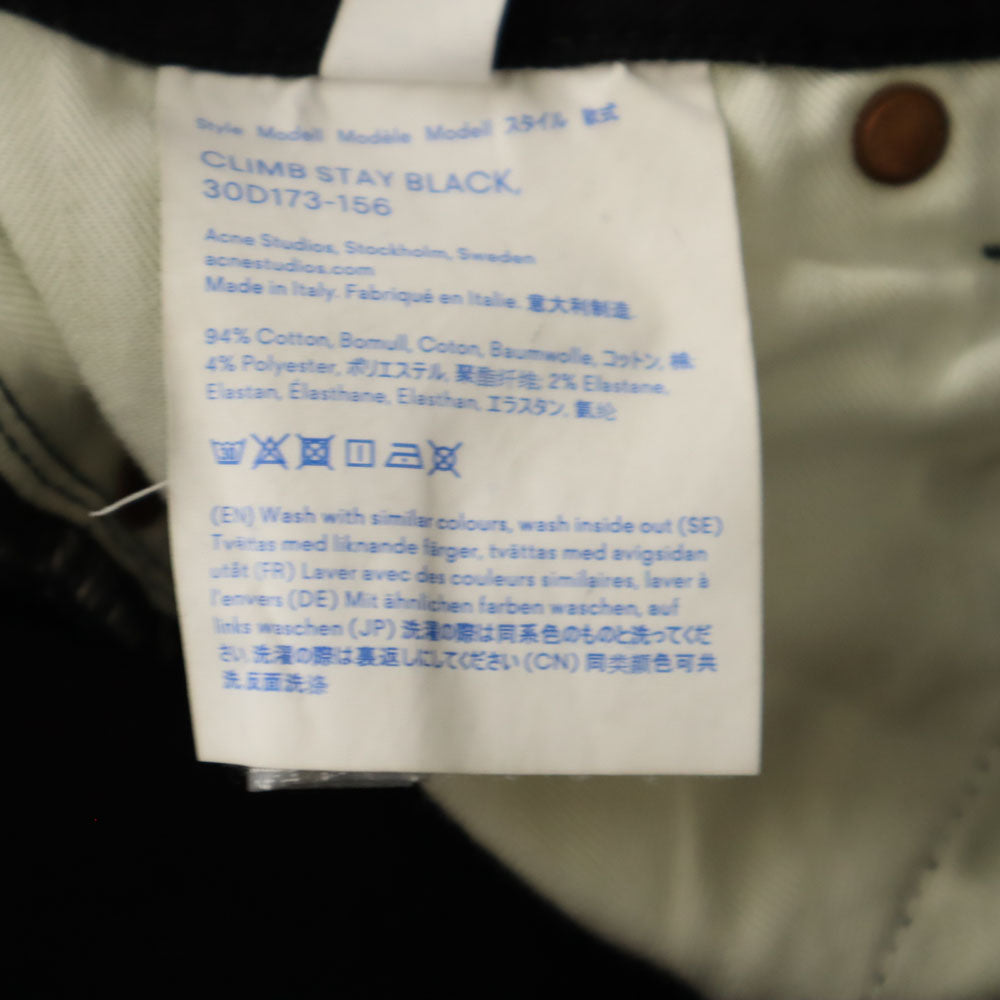 Style Modell Modèle Modell スタイル 款式
CLIMB STAY BLACK,
30D173-156
Acne Studios, Stockholm, Sweden
acnestudios.com
Made in Italy. Fabriqué en Italie. 意大利制造.
94% Cotton, Bomull, Coton, Baumwolle, コットン, 棉;
4% Polyester, ポリエステル, 聚酯纤维; 2% Elastane,
Elastan, Élasthane, Elasthan, エラスタン, 氨纶
30
(EN) Wash with similar colours, wash inside out (SE)
Tvättas med liknande färger, tvättas med avigsidan
utåt (FR) Laver avec des couleurs similaires, laver à
l'envers (DE) Mit ähnlichen farben waschen, auf
links waschen (JP) 洗濯の際は同系色のものと洗ってくだ
さい 洗濯の際は裏返しにしてください (CN) 同类颜色可共
洗, 反面洗涤